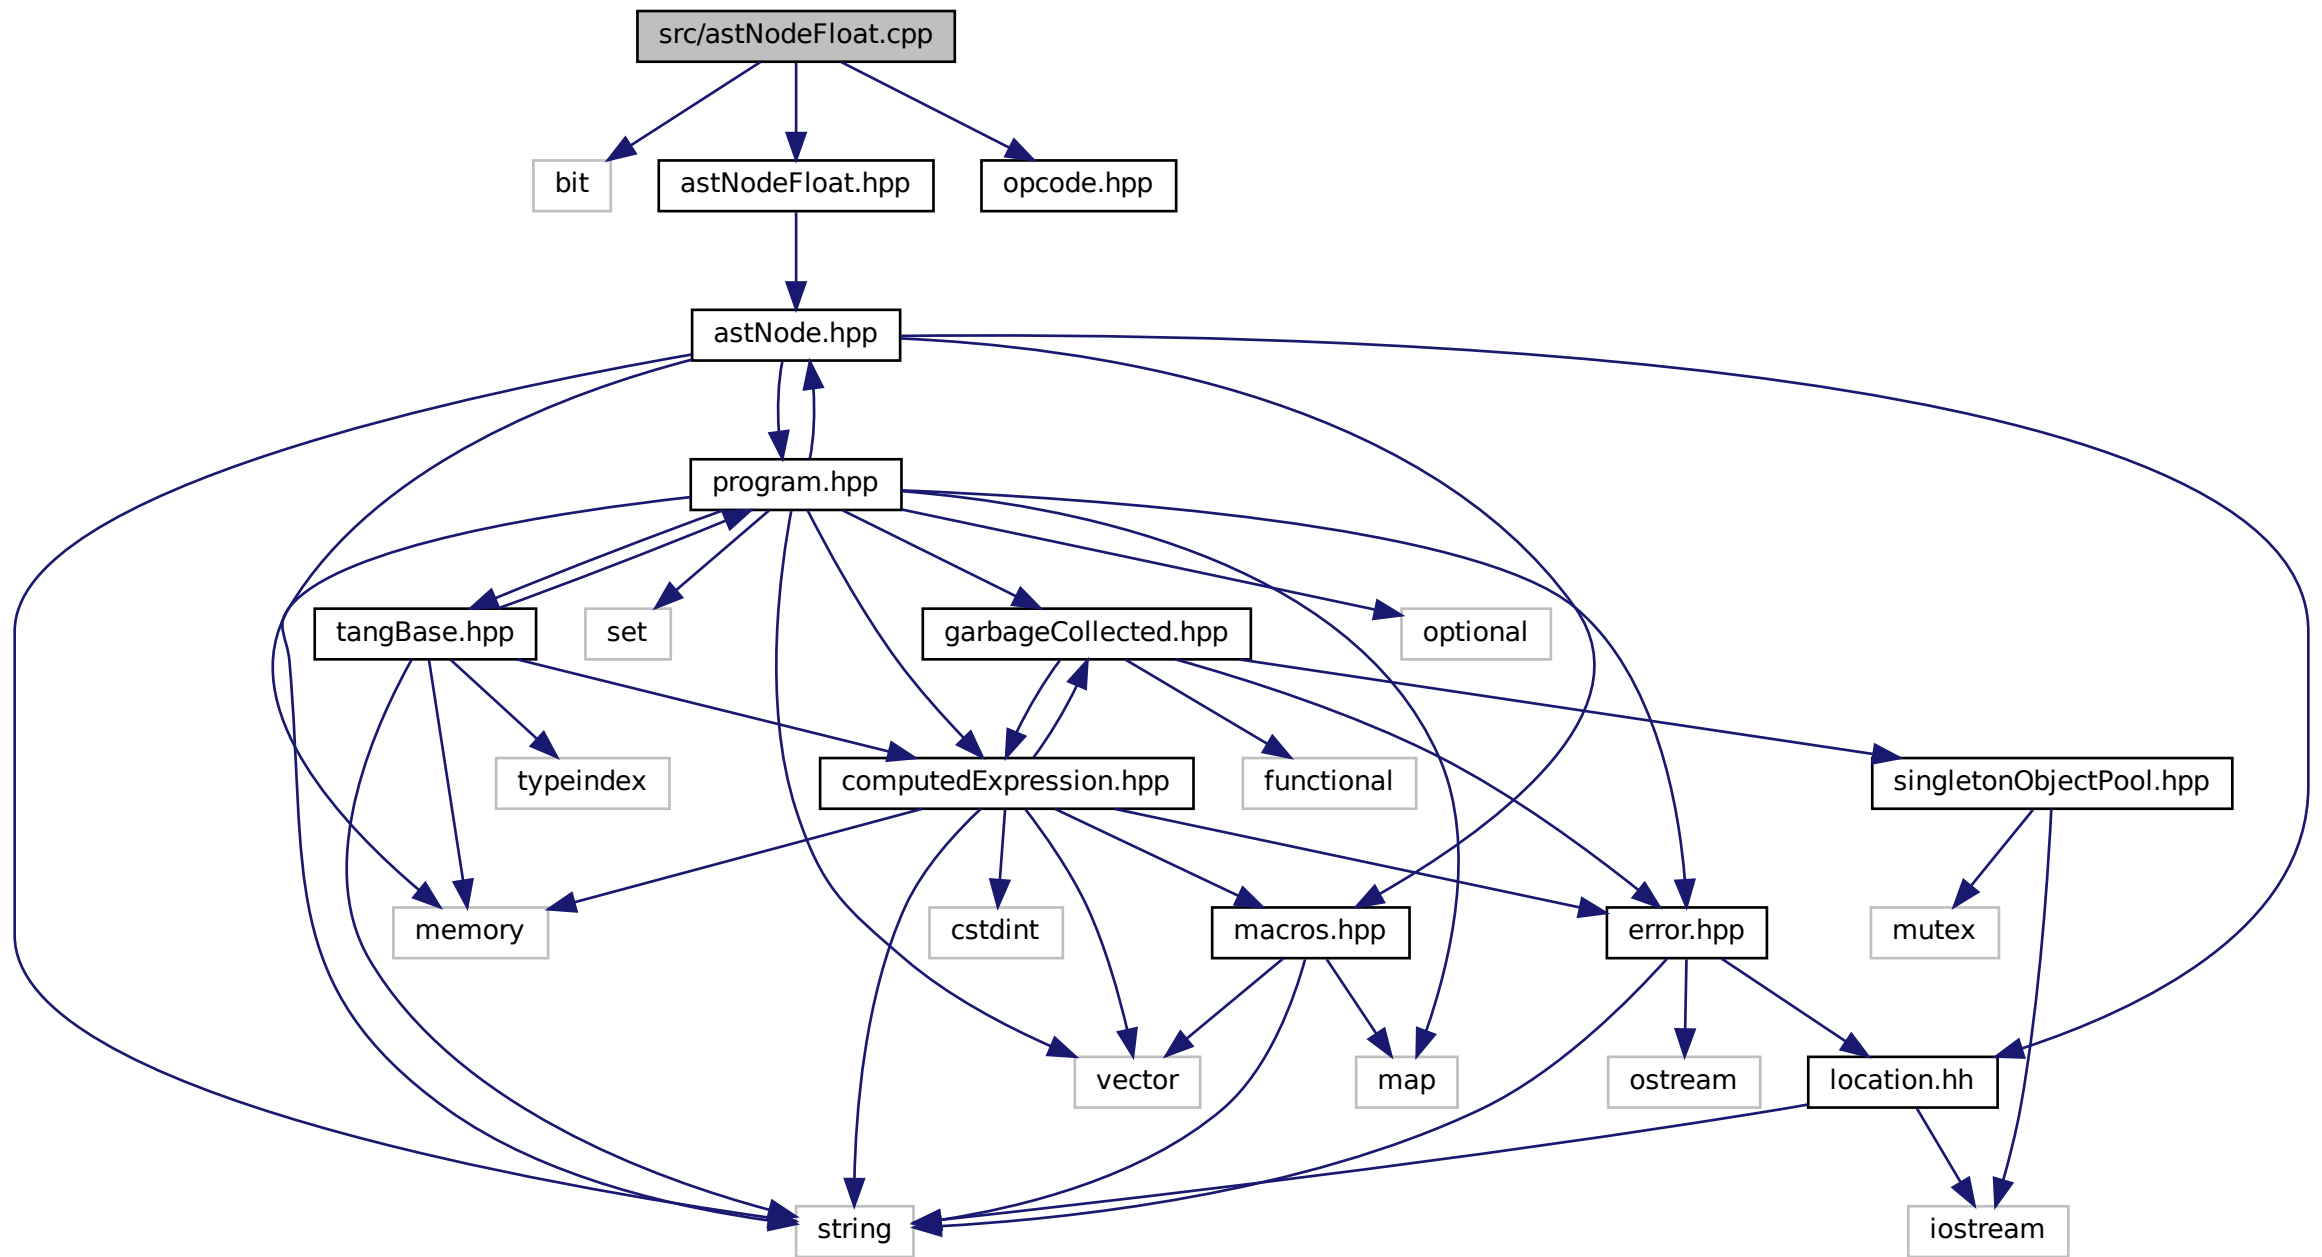 src/astNodeFloat.cpp
bit
astNodeFloat.hpp
opcode.hpp
astNode.hpp
program.hpp
tangBase.hpp
set
garbageCollected.hpp
optional
typeindex
computedExpression.hpp
functional
singletonObjectPool.hpp
memory
cstdint
macros.hpp
error.hpp
mutex
vector
map
ostream
location.hh
string
iostream